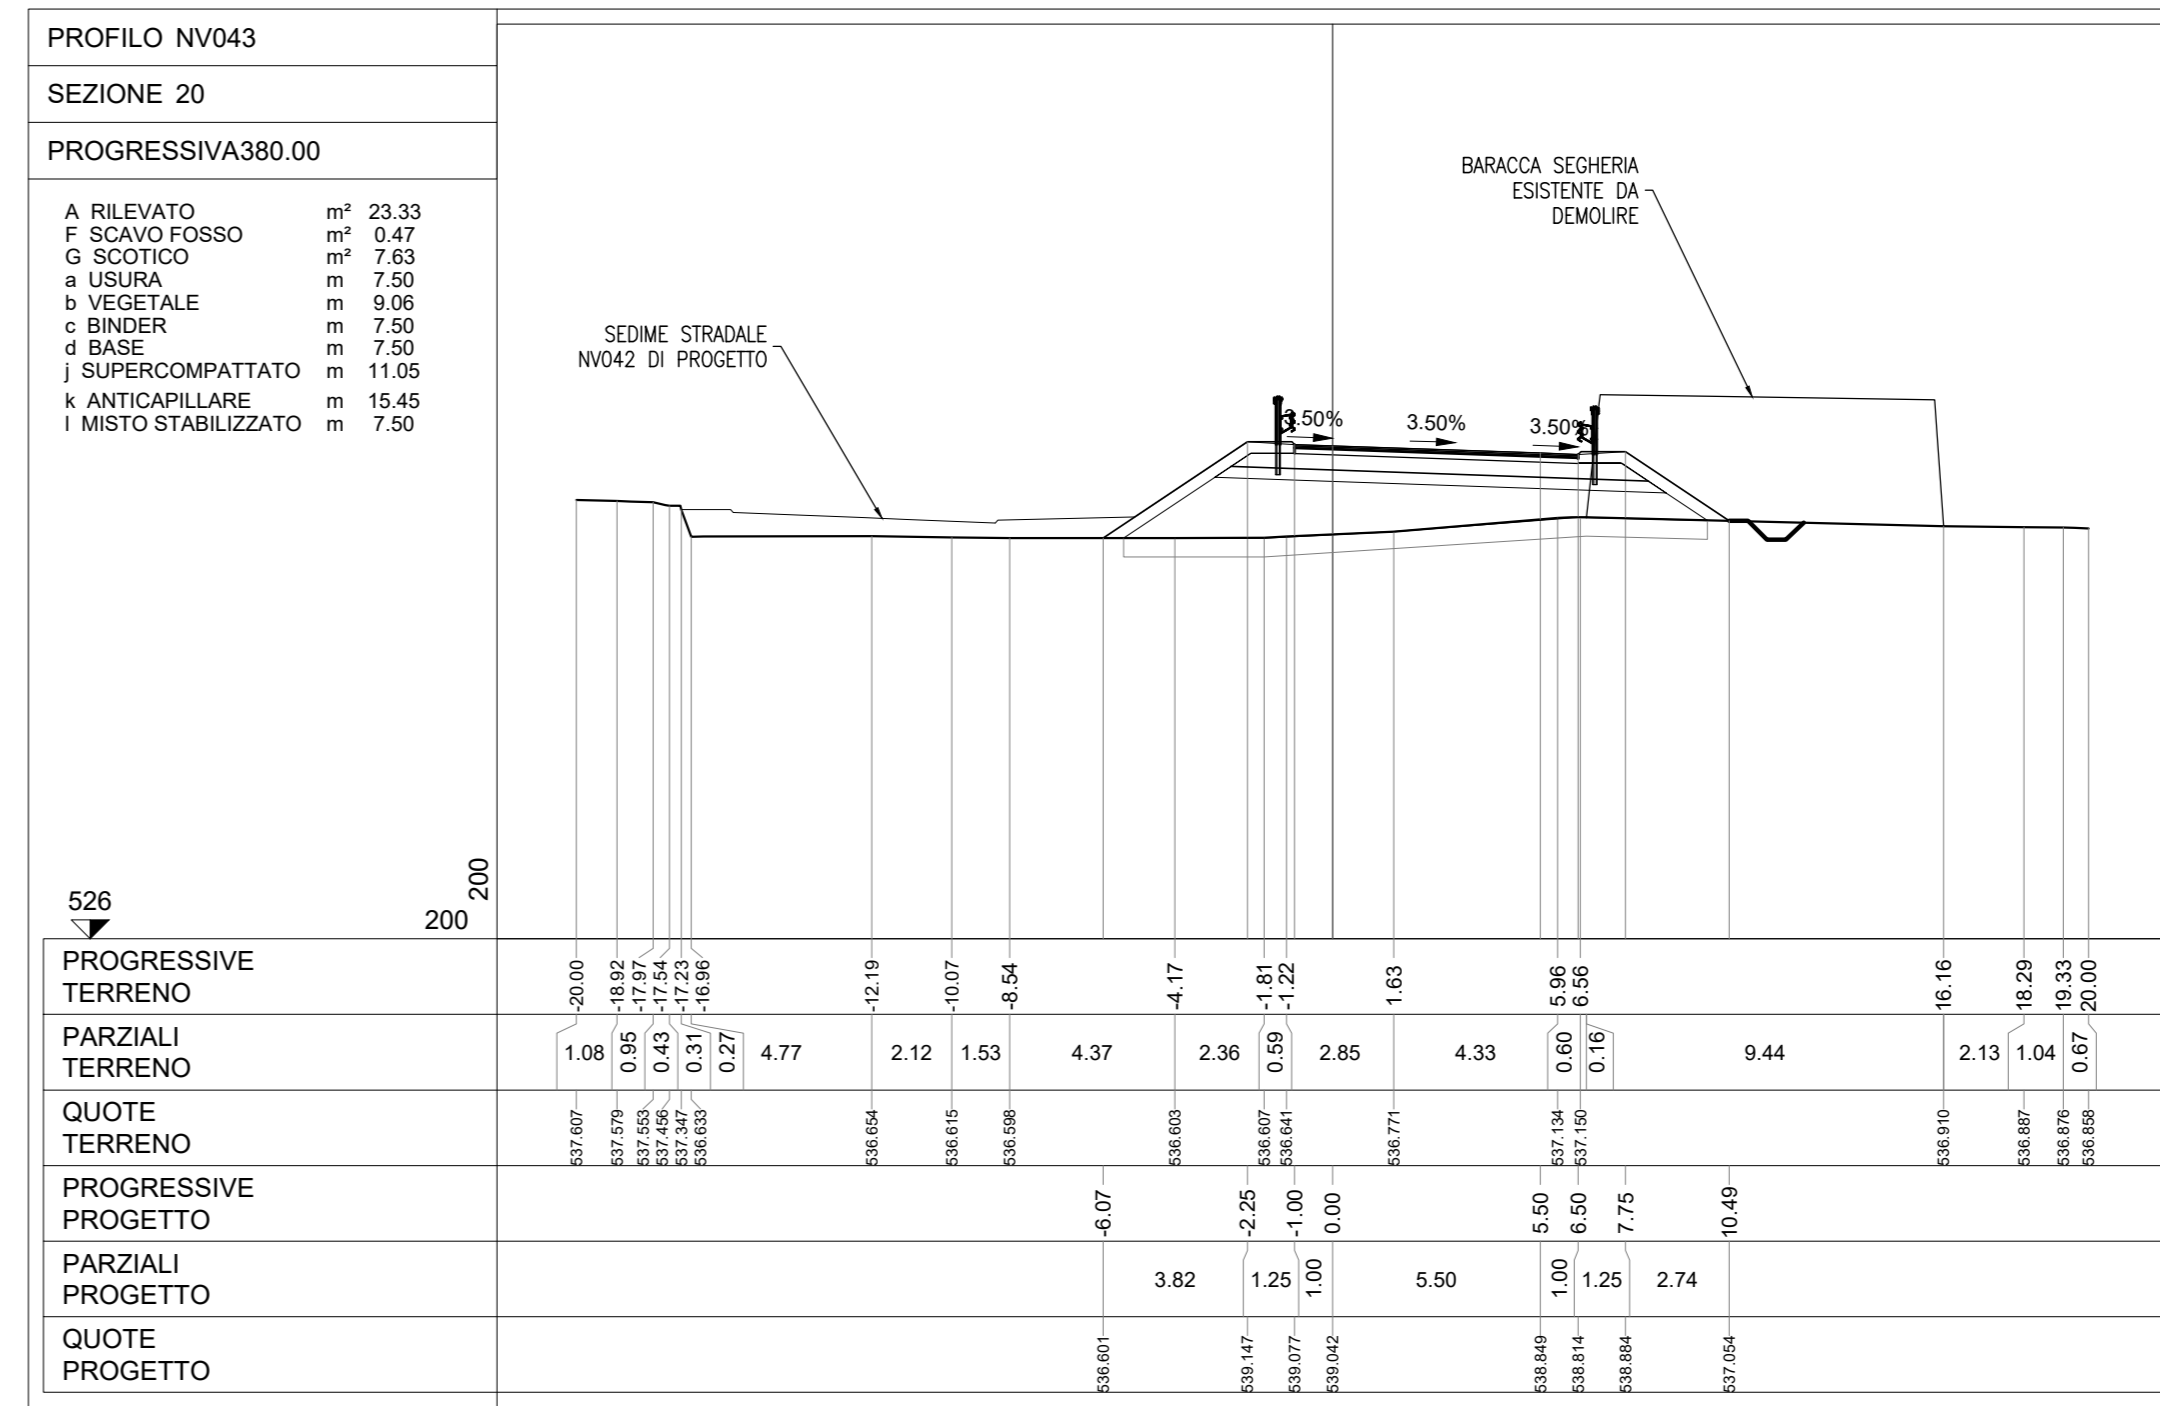 PROFILO NV043
SEZIONE 20
PROGRESSIVA380.00
A RILEVATO m² 23.33
F SCAVO FOSSO m² 0.47
G SCOTICO m² 7.63
a USURA m 7.50
b VEGETALE m 9.06
c BINDER m 7.50
d BASE m 7.50
j SUPERCOMPATTATO m 11.05
k ANTICAPILLARE m 15.45
l MISTO STABILIZZATO m 7.50
BARACCA SEGHERIA
ESISTENTE DA
DEMOLIRE
SEDIME STRADALE
NV042 DI PROGETTO
3.50% 3.50% 3.50%
526
200
200
PROGRESSIVE
TERRENO
-20.00 -18.92 -17.97 -17.54 -17.23 -16.96 -12.19 -10.07 -8.54 -4.17 -1.81 -1.22 1.63 5.96 6.56 16.16 18.29 19.33 20.00
PARZIALI
TERRENO
1.08 0.95 0.43 0.31 0.27 4.77 2.12 1.53 4.37 2.36 0.59 2.85 4.33 0.60 0.16 9.44 2.13 1.04 0.67
QUOTE
TERRENO
537.607 537.579 537.553 537.456 537.347 536.633 536.654 536.615 536.598 536.603 536.607 536.641 536.771 537.134 537.150 536.910 536.887 536.876 536.858
PROGRESSIVE
PROGETTO
-6.07 -2.25 -1.00 0.00 5.50 6.50 7.75 10.49
PARZIALI
PROGETTO
3.82 1.25 1.00 5.50 1.00 1.25 2.74
QUOTE
PROGETTO
536.601 539.147 539.077 539.042 538.849 538.814 538.884 537.054